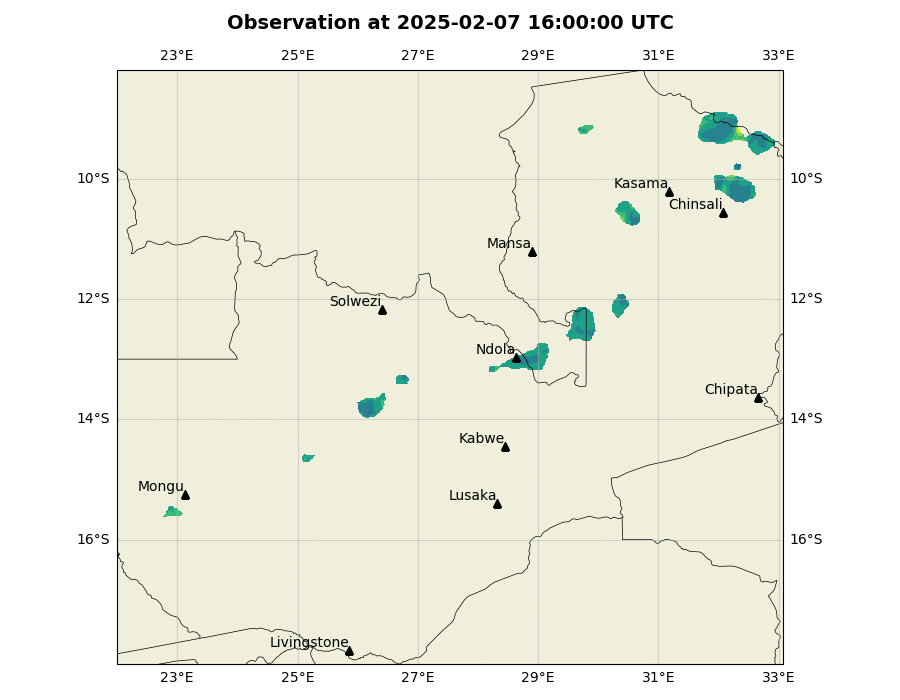 Observation at 2025-02-07 16:00:00 UTC
23°E 25°E 27°E 29°E 31°E 33°E
10°S 10°S
Kasama
Chinsali
Mansa
12°S 12°S
Solwezi
Ndola
Chipata
14°S 14°S
Kabwe
Mongu
Lusaka
16°S 16°S
Livingstone
23°E 25°E 27°E 29°E 31°E 33°E